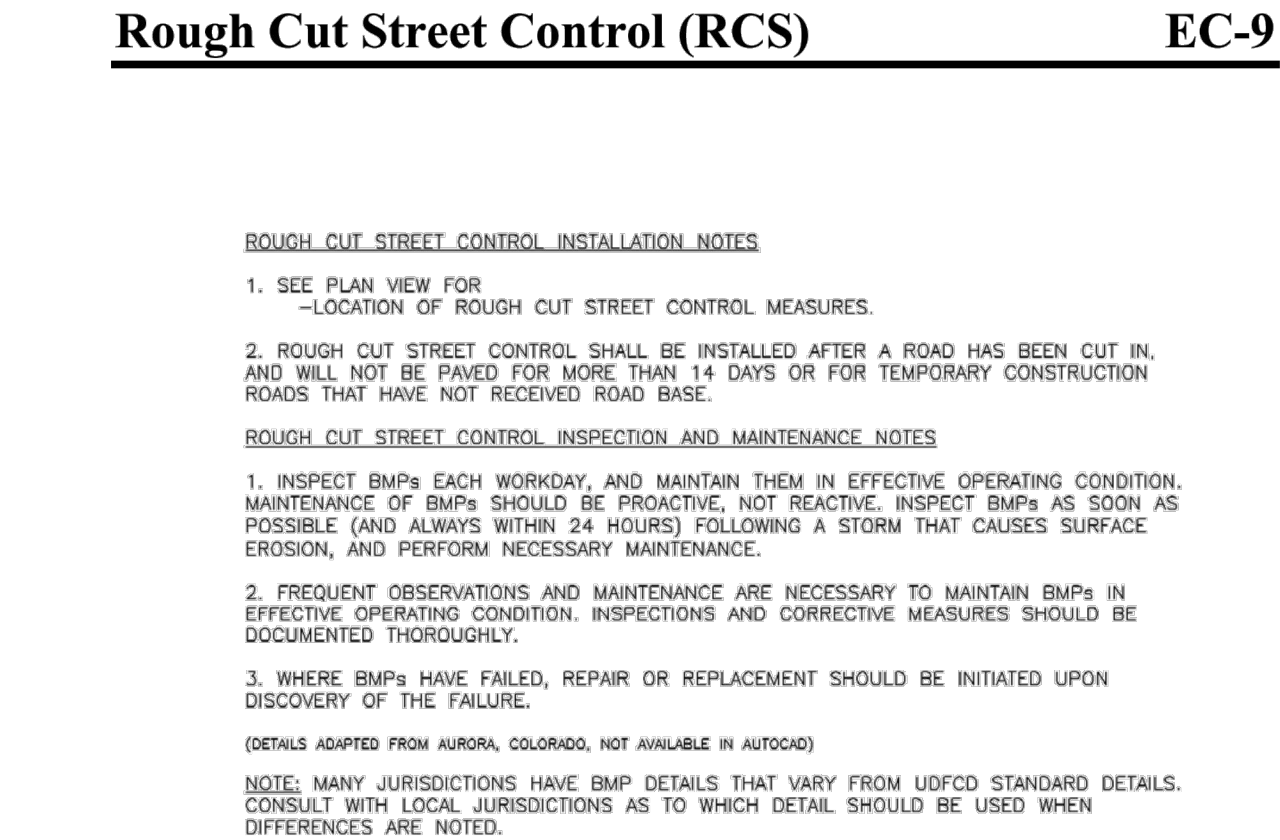 Rough Cut Street Control (RCS) EC-9
ROUGH CUT STREET CONTROL INSTALLATION NOTES
1. SEE PLAN VIEW FOR
–LOCATION OF ROUGH CUT STREET CONTROL MEASURES.
2. ROUGH CUT STREET CONTROL SHALL BE INSTALLED AFTER A ROAD HAS BEEN CUT IN,
AND WILL NOT BE PAVED FOR MORE THAN 14 DAYS OR FOR TEMPORARY CONSTRUCTION
ROADS THAT HAVE NOT RECEIVED ROAD BASE.
ROUGH CUT STREET CONTROL INSPECTION AND MAINTENANCE NOTES
1. INSPECT BMPs EACH WORKDAY, AND MAINTAIN THEM IN EFFECTIVE OPERATING CONDITION.
MAINTENANCE OF BMPs SHOULD BE PROACTIVE, NOT REACTIVE. INSPECT BMPs AS SOON AS
POSSIBLE (AND ALWAYS WITHIN 24 HOURS) FOLLOWING A STORM THAT CAUSES SURFACE
EROSION, AND PERFORM NECESSARY MAINTENANCE.
2. FREQUENT OBSERVATIONS AND MAINTENANCE ARE NECESSARY TO MAINTAIN BMPs IN
EFFECTIVE OPERATING CONDITION. INSPECTIONS AND CORRECTIVE MEASURES SHOULD BE
DOCUMENTED THOROUGHLY.
3. WHERE BMPs HAVE FAILED, REPAIR OR REPLACEMENT SHOULD BE INITIATED UPON
DISCOVERY OF THE FAILURE.
(DETAILS ADAPTED FROM AURORA, COLORADO, NOT AVAILABLE IN AUTOCAD)
NOTE: MANY JURISDICTIONS HAVE BMP DETAILS THAT VARY FROM UDFCD STANDARD DETAILS.
CONSULT WITH LOCAL JURISDICTIONS AS TO WHICH DETAIL SHOULD BE USED WHEN
DIFFERENCES ARE NOTED.